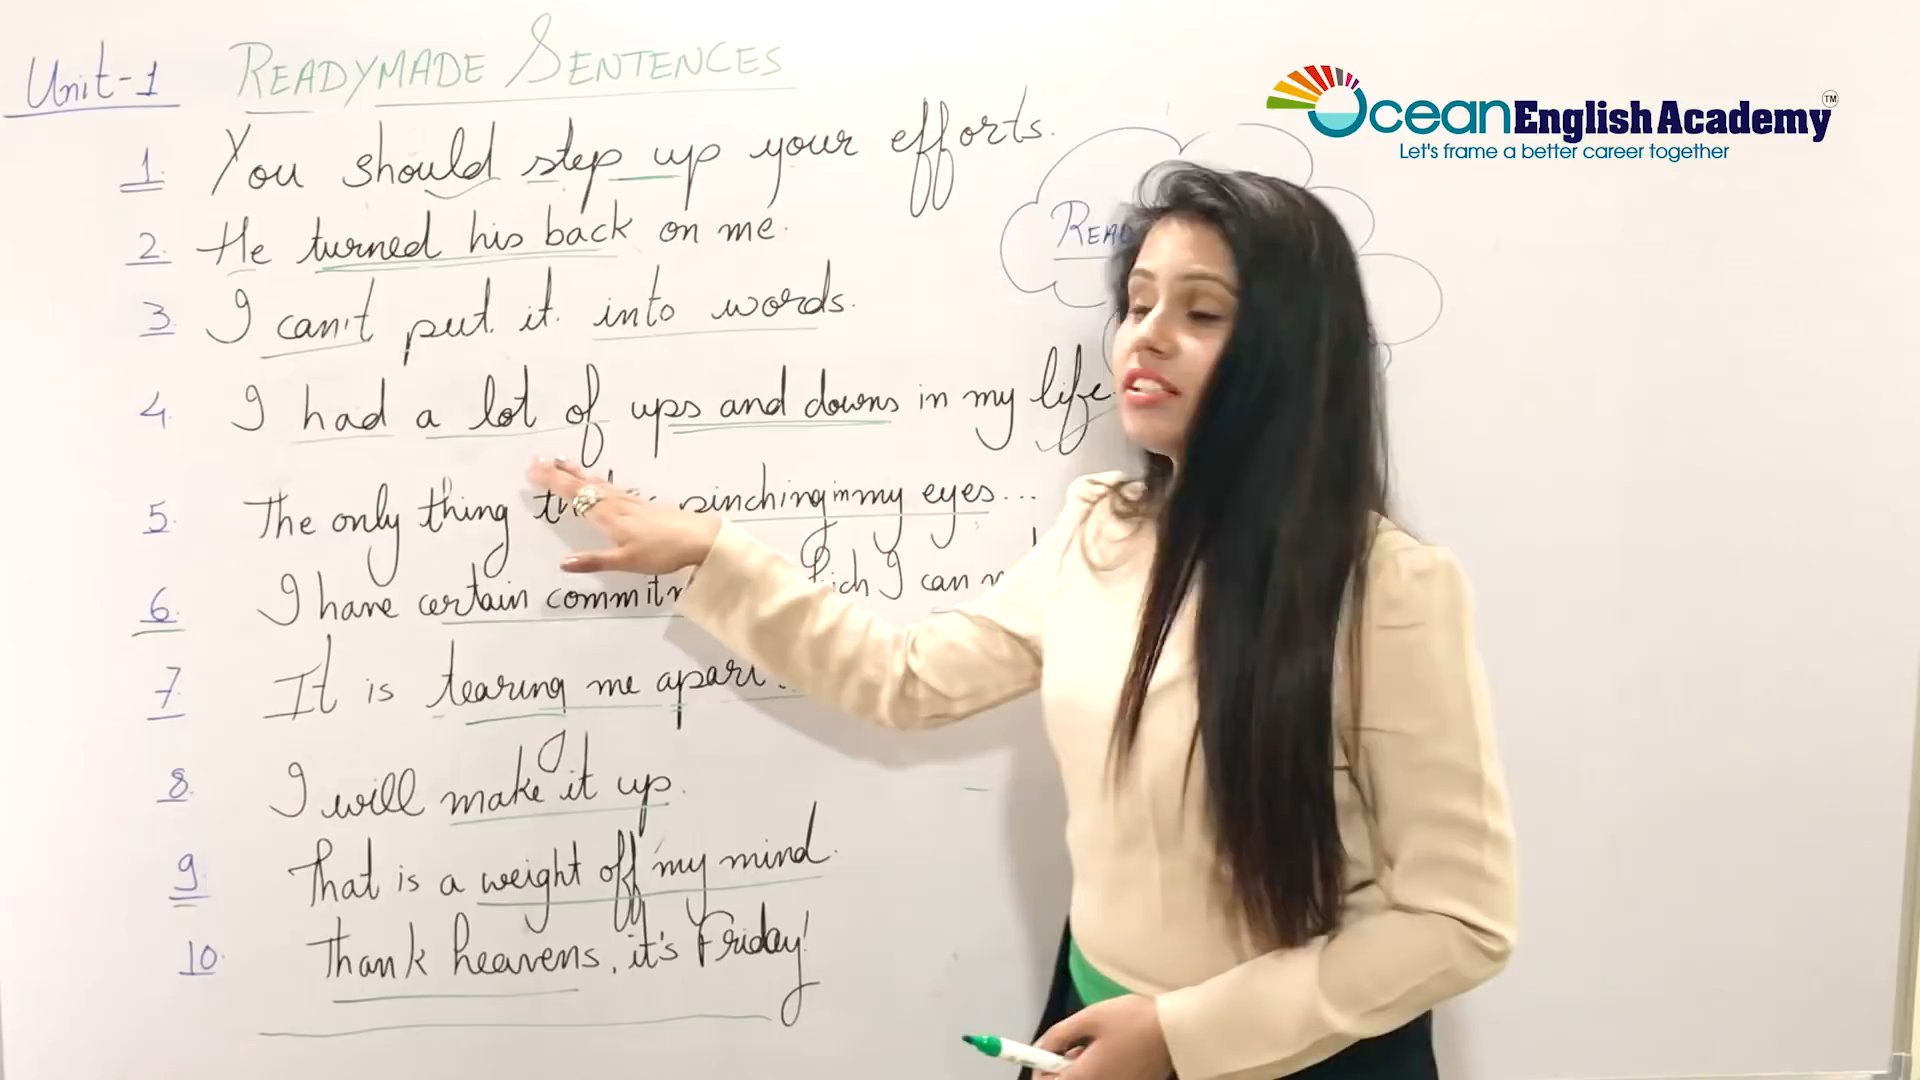 Unit-1 READYMADE SENTENCES
1. You should step up your efforts.
2. He turned his back on me.
3. I can't put it into words.
4. I had a lot of ups and downs in my life
5. The only thing pinching in my eyes...
6. I have certain I can
7. It is tearing me apart.
8. I will make it up.
9. That is a weight off my mind.
10. Thank heavens, it's Friday!
Ocean English Academy TM
Let's frame a better career together